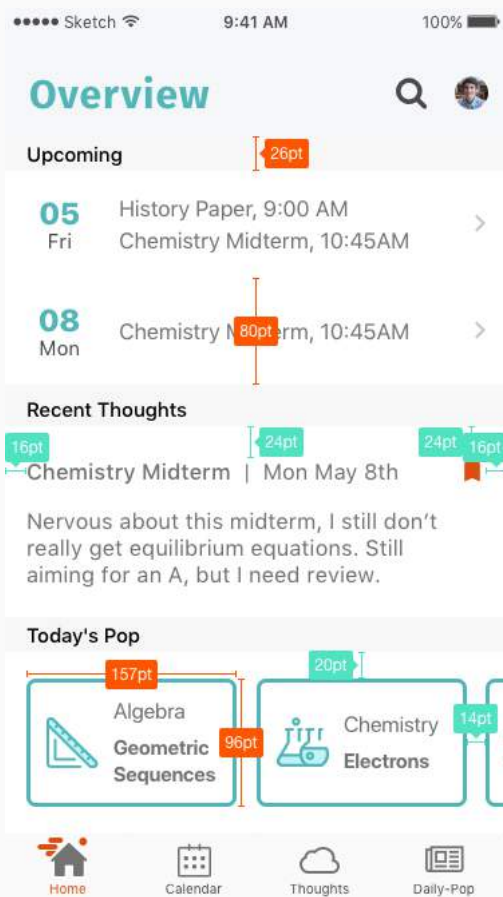 Sketch 9:41 AM 100%
Overview
Upcoming 26pt
05 History Paper, 9:00 AM
Fri Chemistry Midterm, 10:45AM
08
Mon Chemistry 80pt 10:45AM
Recent Thoughts
16pt 24pt 24pt 16pt
Chemistry Midterm | Mon May 8th
Nervous about this midterm, I still don't
really get equilibrium equations. Still
aiming for an A, but I need review.
Today's Pop
157pt 20pt
Algebra
Geometric
Sequences
96pt
Chemistry
Electrons
14pt
Home Calendar Thoughts Daily-Pop